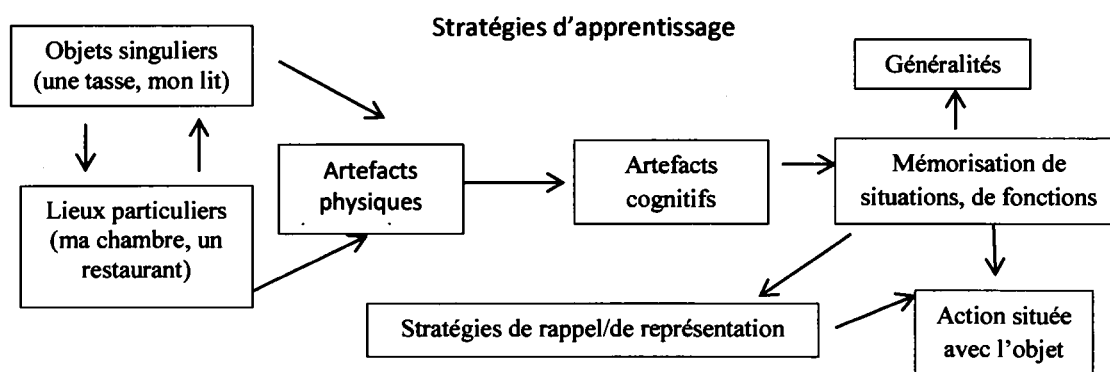 Stratégies d'apprentissage
Objets singuliers
(une tasse, mon lit)
Lieux particuliers
(ma chambre, un
restaurant)
Artefacts
physiques
Artefacts
cognitifs
Généralités
Mémorisation de
situations, de fonctions
Stratégies de rappel/de représentation
Action située
avec l'objet